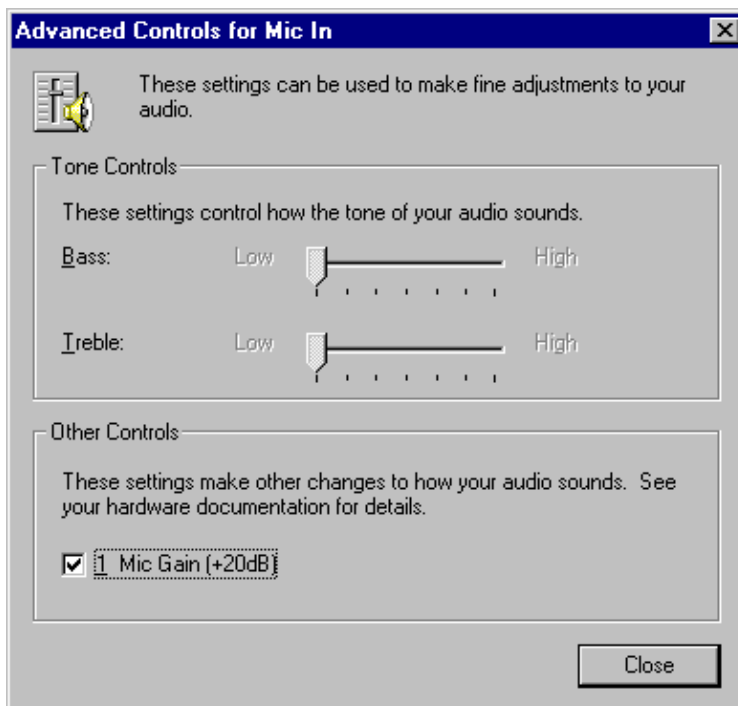 Advanced Controls for Mic In
These settings can be used to make fine adjustments to your
audio.
Tone Controls
These settings control how the tone of your audio sounds.
Bass: Low High
Treble: Low High
Other Controls
These settings make other changes to how your audio sounds.  See
your hardware documentation for details.
1  Mic Gain (+20dB)
Close